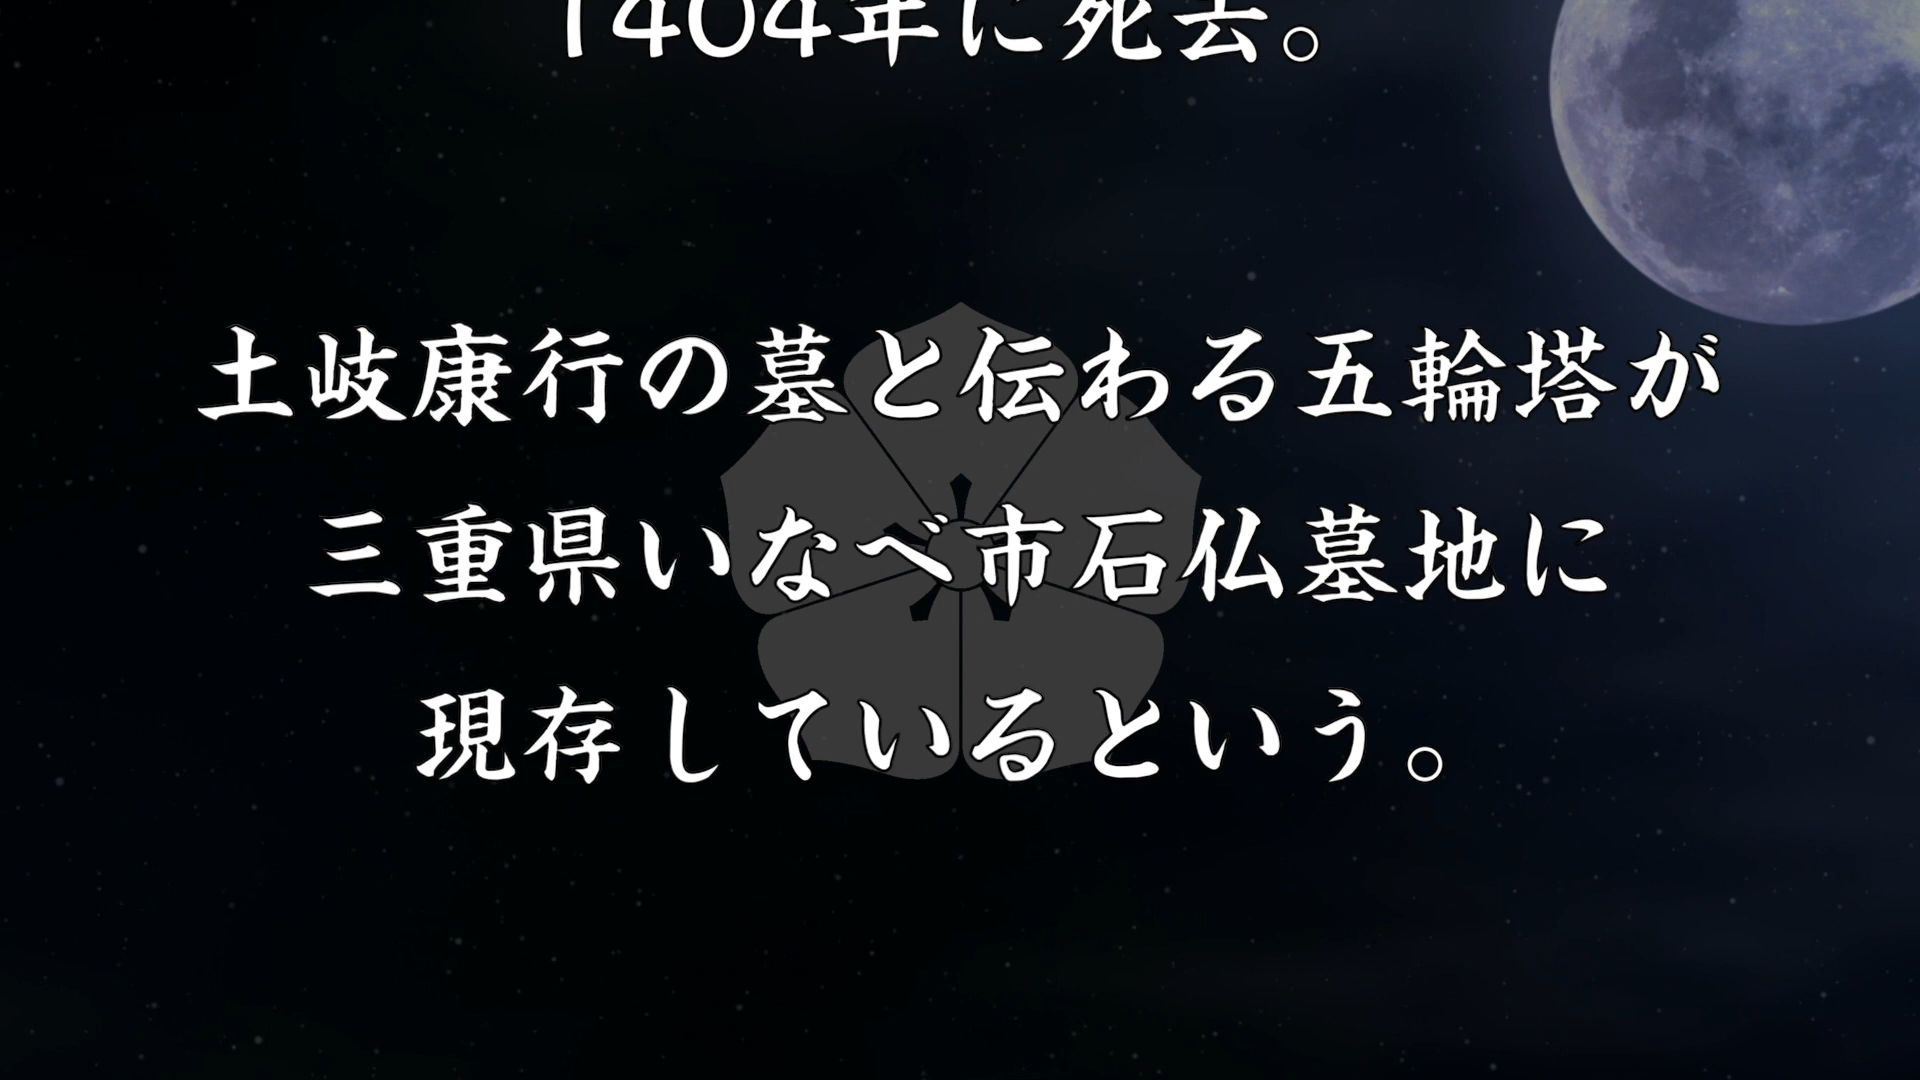 1404年に死去。
土岐康行の墓と伝わる五輪塔が
三重県いなべ市石仏墓地に
現存しているという。